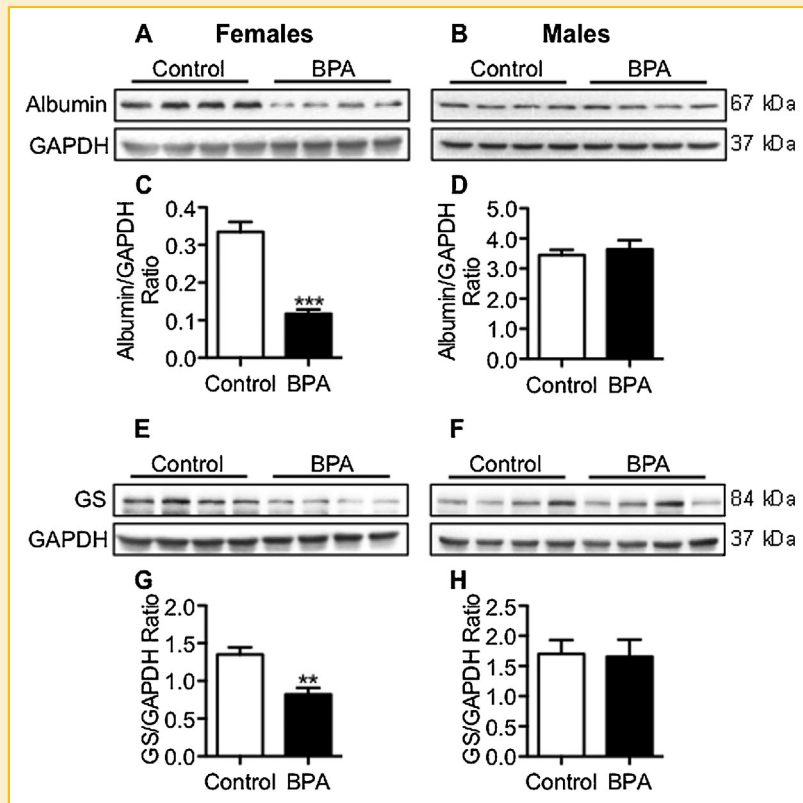 A Females B Males
Control BPA Control BPA
Albumin 67 kDa
GAPDH 37 kDa
C D
Albumin/GAPDH
Ratio
0.4
0.3
0.2
0.1
0.0
*** 
Control BPA
Albumin/GAPDH
Ratio
5.0
4.0
3.0
2.0
1.0
0.0
Control BPA
E F
Control BPA Control BPA
GS 84 kDa
GAPDH 37 kDa
G H
GS/GAPDH Ratio
2.0
1.5
1.0
0.5
0.0
**
Control BPA
GS/GAPDH Ratio
2.5
2.0
1.5
1.0
0.5
0.0
Control BPA